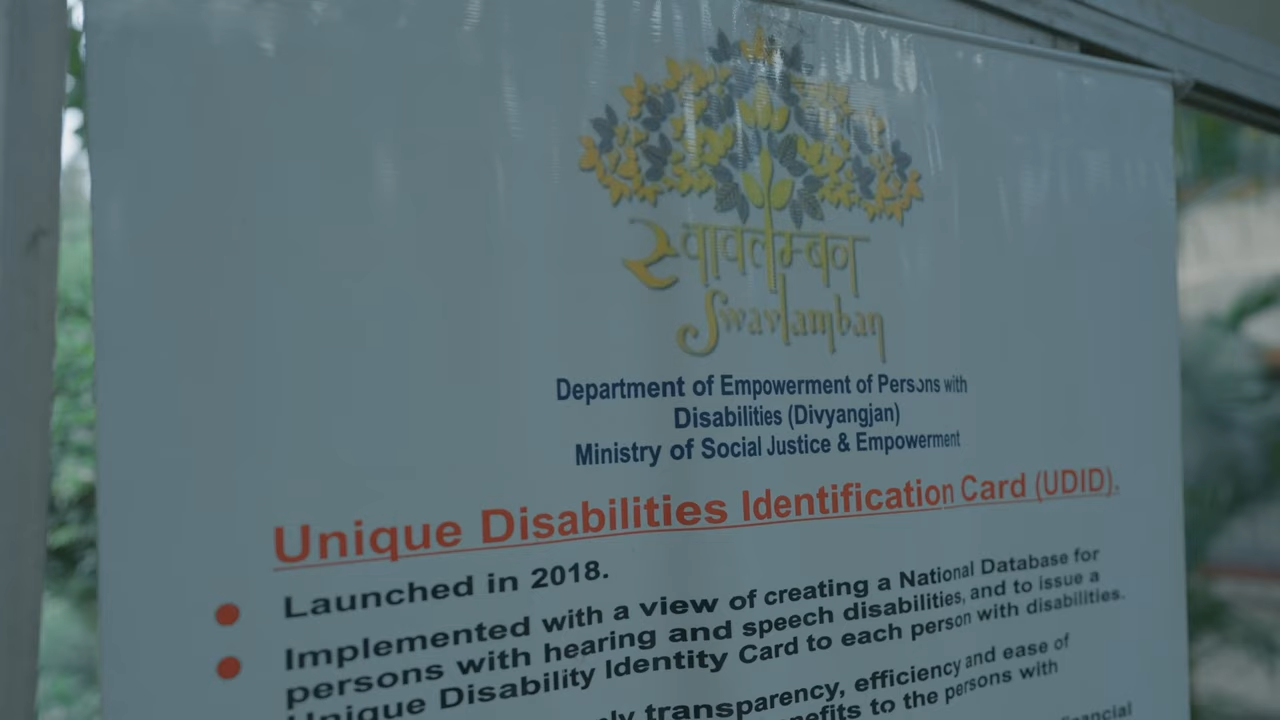 स्वावलम्बन
Swavlamban
Department of Empowerment of Persons with
Disabilities (Divyangjan)
Ministry of Social Justice & Empowerment
Unique Disabilities Identification Card (UDID).
Launched in 2018.
Implemented with a view of creating a National Database for
persons with hearing and speech disabilities, and to issue a
Unique Disability Identity Card to each person with disabilities.
transparency, efficiency and ease of
to the persons with